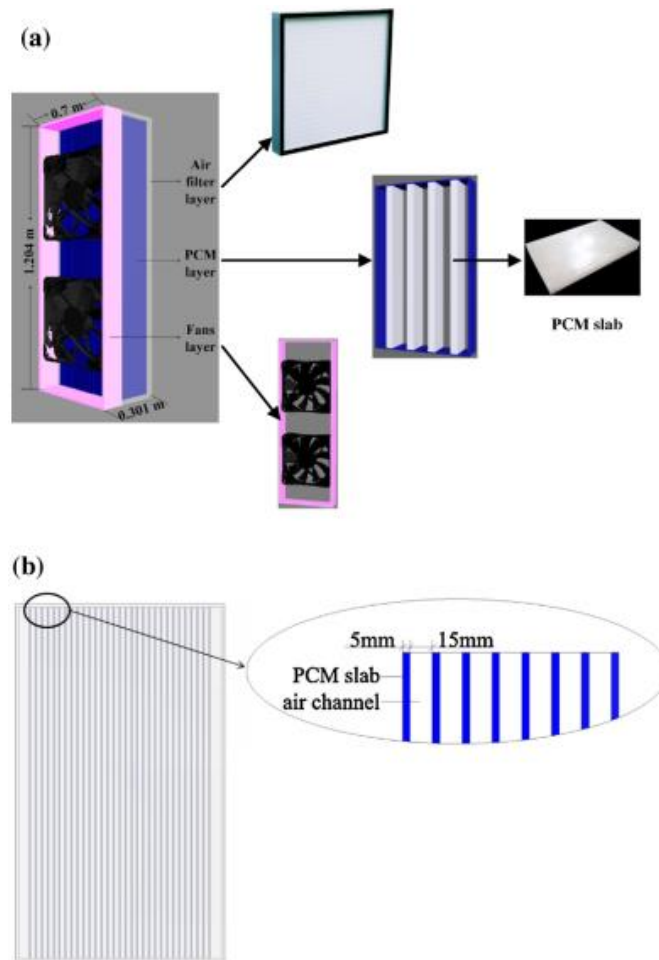 (a)
0.7 m
1.204 m
0.301 m
Air
filter
layer
PCM
layer
Fans
layer
PCM slab
(b)
5mm
15mm
PCM slab
air channel